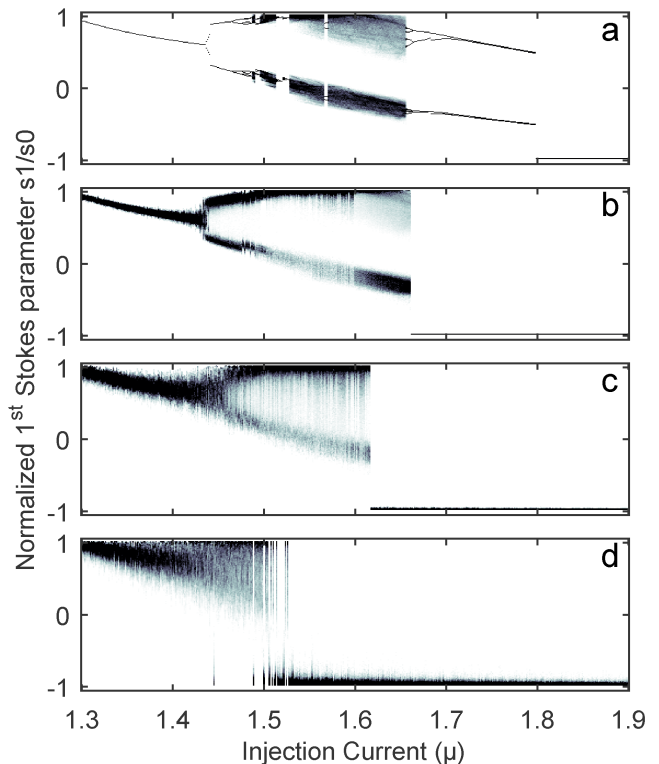 Normalized 1st Stokes parameter s1/s0
1
0
-1
a
1
0
-1
b
1
0
-1
c
1
0
-1
d
1.3 1.4 1.5 1.6 1.7 1.8 1.9
Injection Current (μ)